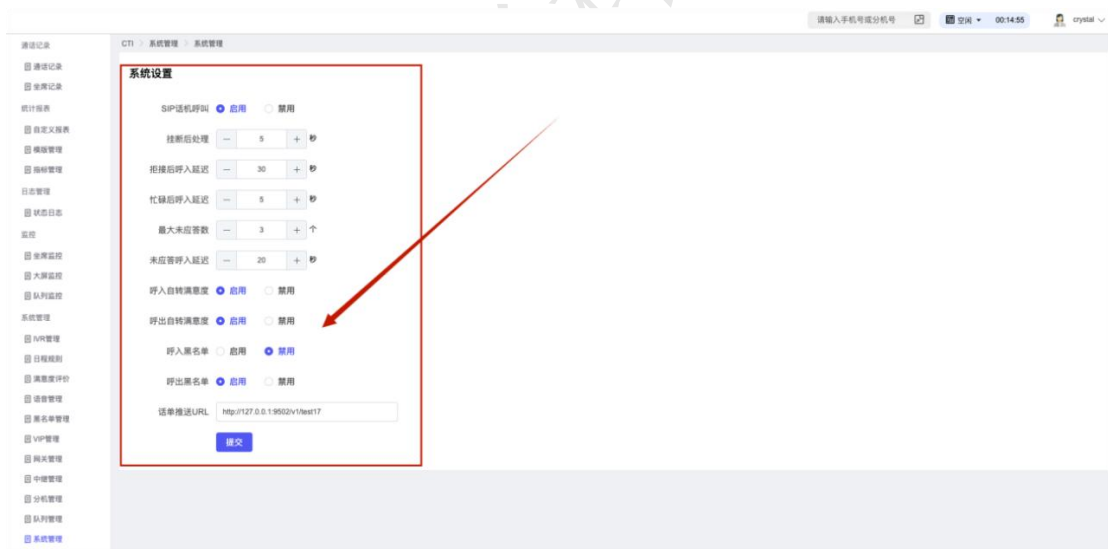 请输入手机号或分机号 空闲 00:14:55 crystal
CTI > 系统管理 > 系统管理
通话记录
通话记录
坐席记录
统计报表
自定义报表
模版管理
指标管理
日志管理
状态日志
监控
坐席监控
大屏监控
队列监控
系统管理
IVR管理
日程规则
满意度评价
语音管理
黑名单管理
VIP管理
网关管理
中继管理
分机管理
队列管理
系统管理
系统设置
SIP话机呼叫 启用 禁用
挂断后处理 − 5 + 秒
拒接后呼入延迟 − 30 + 秒
忙碌后呼入延迟 − 5 + 秒
最大未应答数 − 3 + 个
未应答呼入延迟 − 20 + 秒
呼入自转满意度 启用 禁用
呼出自转满意度 启用 禁用
呼入黑名单 启用 禁用
呼出黑名单 启用 禁用
话单推送URL http://127.0.0.1:9502/v1/test17
提交